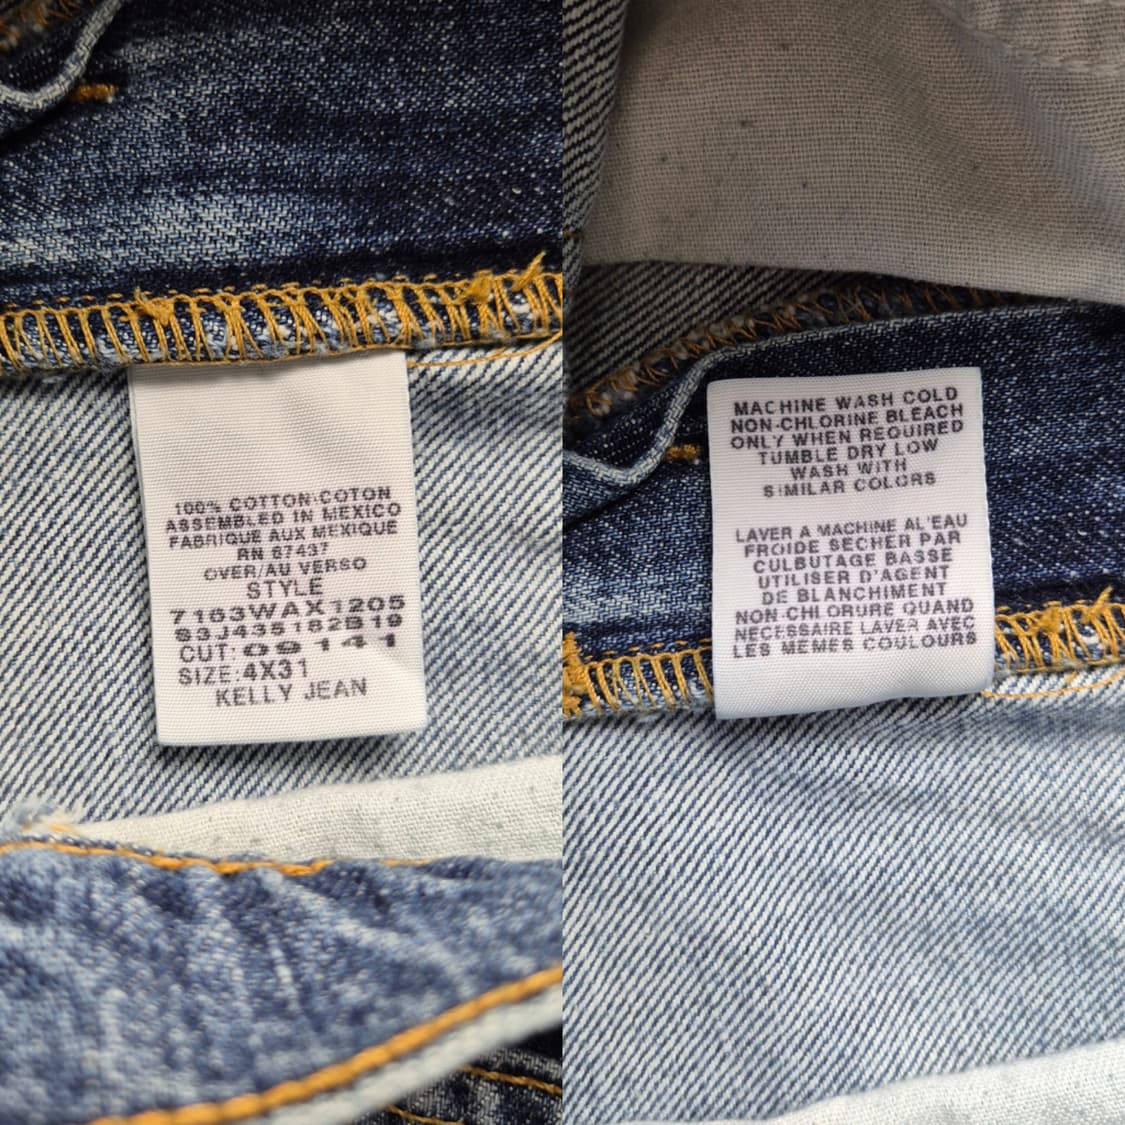 100% COTTON\COTON
ASSEMBLED IN MEXICO
FABRIQUE AUX MEXIQUE
RN 67437
OVER/AU VERSO
STYLE
7163WAX1205
S3J435182B19
CUT: 09 141
SIZE:4X31
KELLY JEAN
MACHINE WASH COLD
NON-CHLORINE BLEACH
ONLY WHEN REQUIRED
TUMBLE DRY LOW
WASH WITH
SIMILAR COLORS
LAVER A MACHINE AL'EAU
FROIDE SECHER PAR
CULBUTAGE BASSE
UTILISER D'AGENT
DE BLANCHIMENT
NON-CHLORURE QUAND
NECESSAIRE LAVER AVEC
LES MEMES COULOURS